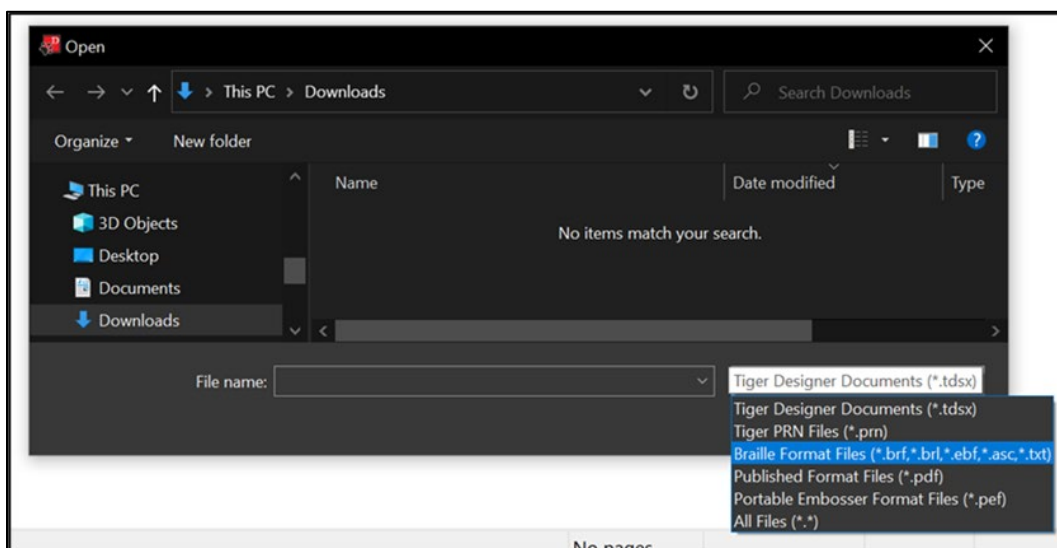 Open
This PC > Downloads
Search Downloads
Organize
New folder
This PC
3D Objects
Desktop
Documents
Downloads
Name
Date modified
Type
No items match your search.
File name:
Tiger Designer Documents (*.tdsx)
Tiger Designer Documents (*.tdsx)
Tiger PRN Files (*.prn)
Braille Format Files (*.brf,*.brl,*.ebf,*.asc,*.txt)
Published Format Files (*.pdf)
Portable Embosser Format Files (*.pef)
All Files (*.*)
No pages